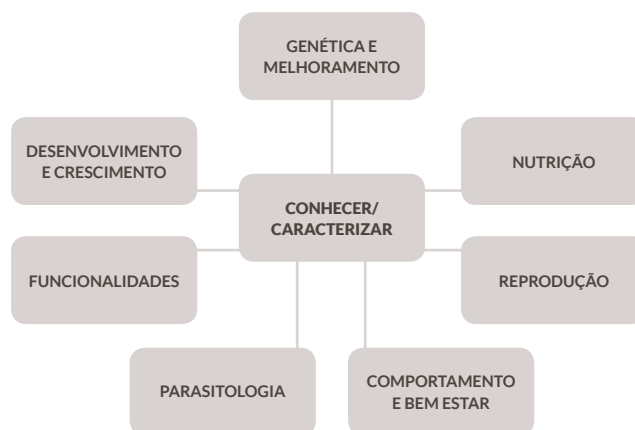 GENÉTICA E
MELHORAMENTO
DESENVOLVIMENTO
E CRESCIMENTO
NUTRIÇÃO
CONHECER/
CARACTERIZAR
FUNCIONALIDADES
REPRODUÇÃO
PARASITOLOGIA
COMPORTAMENTO
E BEM ESTAR